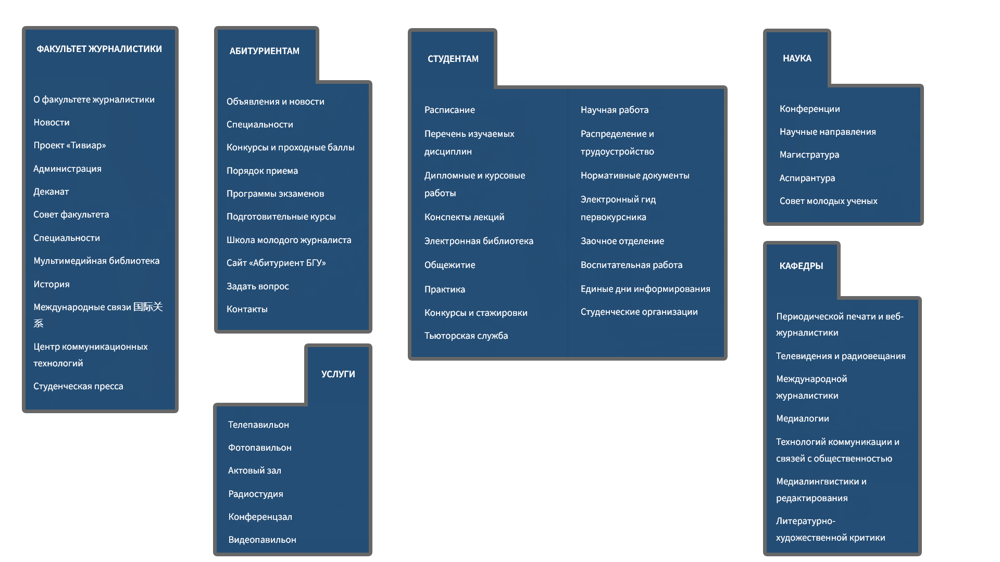 ФАКУЛЬТЕТ ЖУРНАЛИСТИКИ
О факультете журналистики
Новости
Проект «Тивиар»
Администрация
Деканат
Совет факультета
Специальности
Мультимедийная библиотека
История
Международные связи 国际关
系
Центр коммуникационных
технологий
Студенческая пресса
АБИТУРИЕНТАМ
Объявления и новости
Специальности
Конкурсы и проходные баллы
Порядок приема
Программы экзаменов
Подготовительные курсы
Школа молодого журналиста
Сайт «Абитуриент БГУ»
Задать вопрос
Контакты
УСЛУГИ
Телепавильон
Фотопавильон
Актовый зал
Радиостудия
Конференцзал
Видеопавильон
СТУДЕНТАМ
Расписание
Перечень изучаемых
дисциплин
Дипломные и курсовые
работы
Конспекты лекций
Электронная библиотека
Общежитие
Практика
Конкурсы и стажировки
Тьюторская служба
Научная работа
Распределение и
трудоустройство
Нормативные документы
Электронный гид
первокурсника
Заочное отделение
Воспитательная работа
Единые дни информирования
Студенческие организации
НАУКА
Конференции
Научные направления
Магистратура
Аспирантура
Совет молодых ученых
КАФЕДРЫ
Периодической печати и веб-
журналистики
Телевидения и радиовещания
Международной
журналистики
Медиалогии
Технологий коммуникации и
связей с общественностью
Медиалингвистики и
редактирования
Литературно-
художественной критики